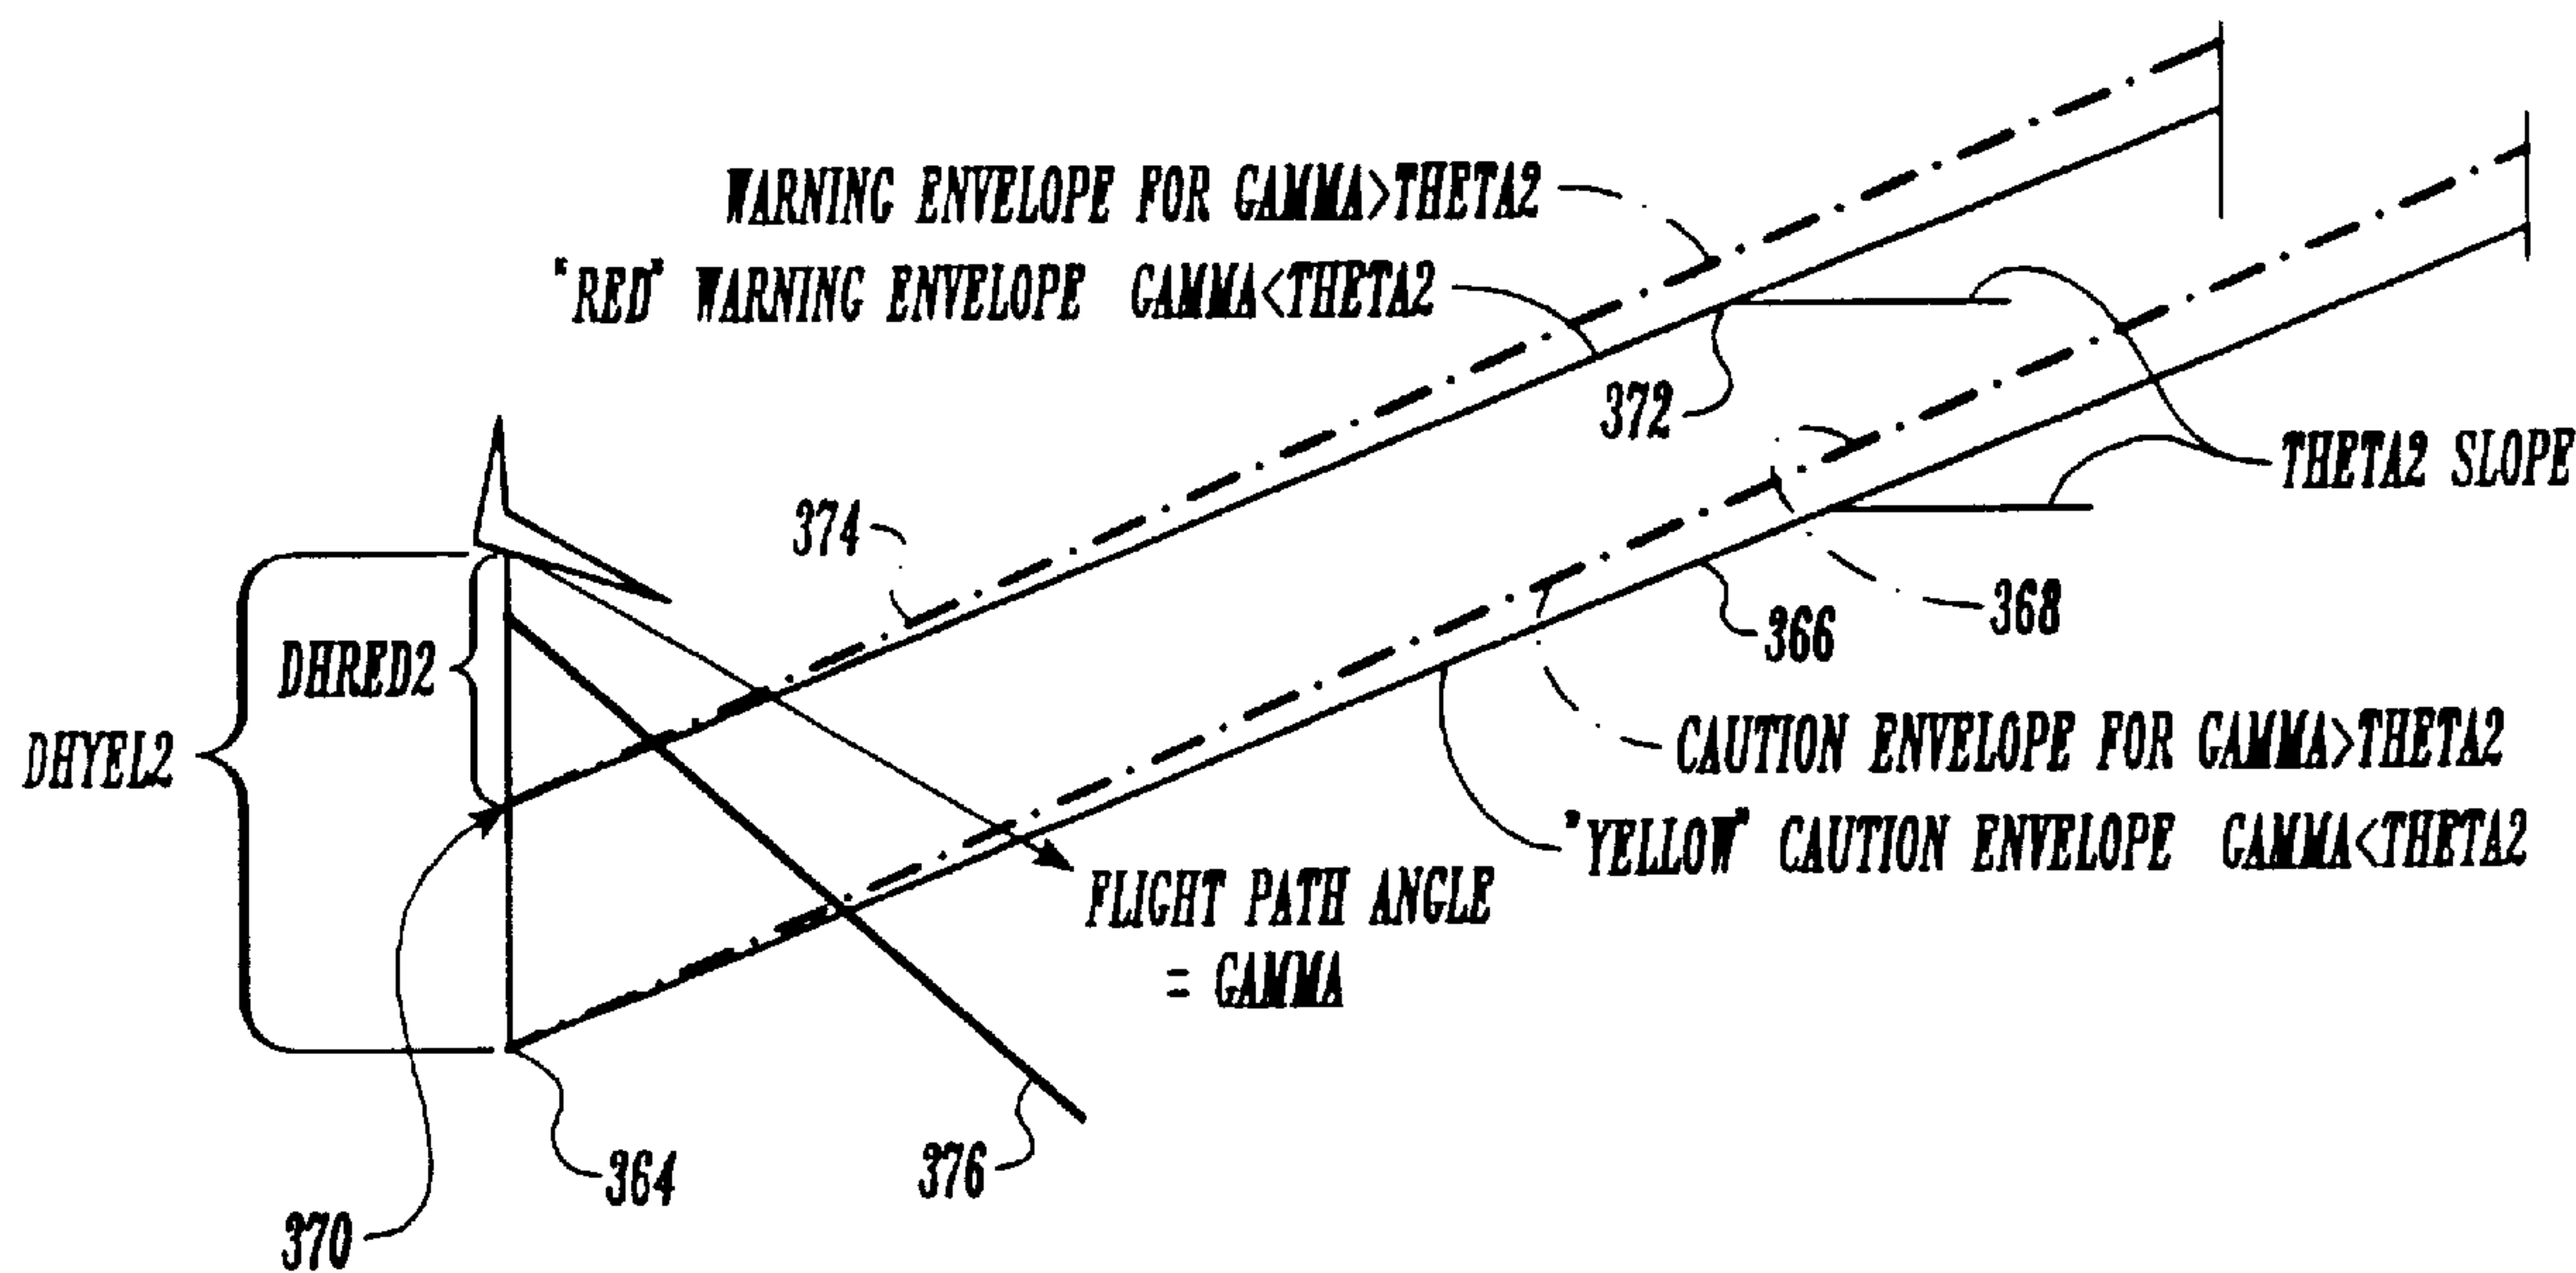 WARNING ENVELOPE FOR GAMMA>THETA2
"RED" WARNING ENVELOPE GAMMA<THETA2
372
THETA2 SLOPE
374
368
366
DHRED2
DHYEL2
CAUTION ENVELOPE FOR GAMMA>THETA2
"YELLOW" CAUTION ENVELOPE GAMMA<THETA2
FLIGHT PATH ANGLE
= GAMMA
364
376
370